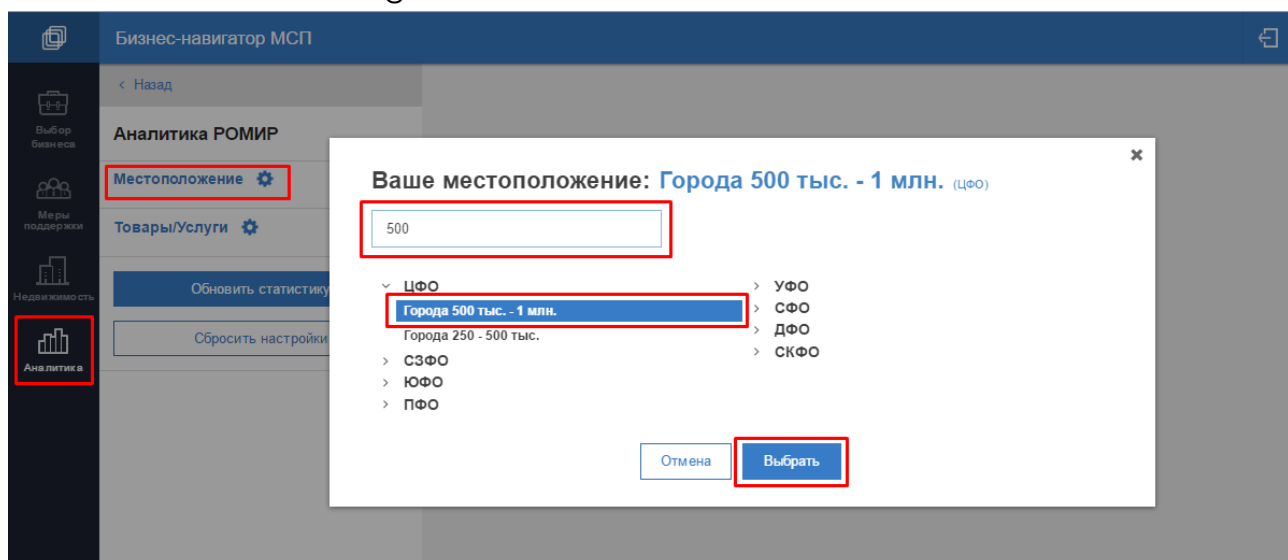 Бизнес-навигатор МСП
Выбор
бизнеса
Меры
поддержки
Недвижимость
Аналитика
< Назад
Аналитика РОМИР
Местоположение
Товары/Услуги
Обновить статистику
Сбросить настройки
Ваше местоположение: Города 500 тыс. - 1 млн. (ЦФО)
500
ЦФО
Города 500 тыс. - 1 млн.
Города 250 - 500 тыс.
СЗФО
ЮФО
ПФО
УФО
СФО
ДФО
СКФО
Отмена
Выбрать